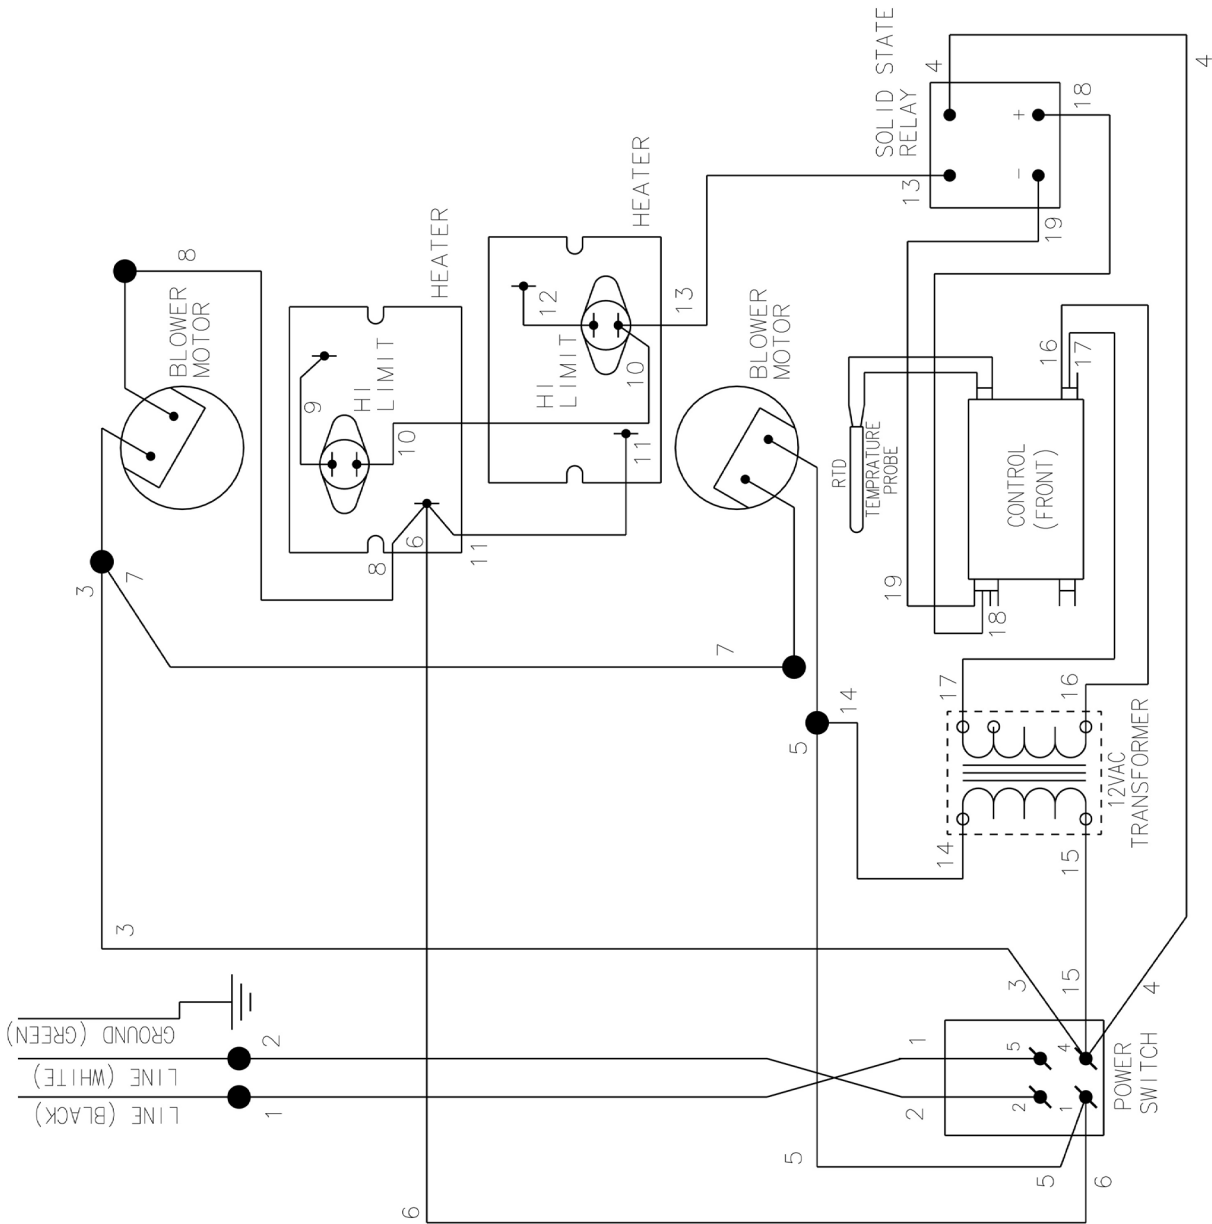 SOLID STATE
RELAY
4
4
13
18
+
-
19
HEATER
HEATER
8
BLOWER
MOTOR
12
13
HI
LIMIT
9
HI
LIMIT
10
10
11
BLOWER
MOTOR
16
17
RTD
TEMPRATURE
PROBE
CONTROL
(FRONT)
6
8
11
3
7
19
18
7
14
5
17
16
12VAC
TRANSFORMER
14
15
3
3
15
4
GROUND (GREEN)
LINE (WHITE)
LINE (BLACK)
2
1
1
2
5
4
2
1
POWER
SWITCH
5
5
6
6